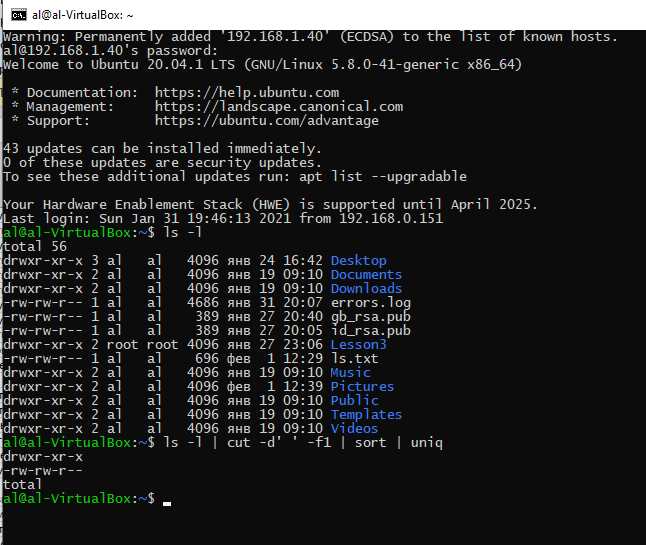 al@al-VirtualBox: ~
Warning: Permanently added '192.168.1.40' (ECDSA) to the list of known hosts.
al@192.168.1.40's password:
Welcome to Ubuntu 20.04.1 LTS (GNU/Linux 5.8.0-41-generic x86_64)
* Documentation:  https://help.ubuntu.com
* Management:     https://landscape.canonical.com
* Support:        https://ubuntu.com/advantage
43 updates can be installed immediately.
0 of these updates are security updates.
To see these additional updates run: apt list --upgradable
Your Hardware Enablement Stack (HWE) is supported until April 2025.
Last login: Sun Jan 31 19:46:13 2021 from 192.168.0.151
al@al-VirtualBox:~$ ls -l
total 56
drwxr-xr-x 3 al   al   4096 янв 24 16:42 Desktop
drwxr-xr-x 2 al   al   4096 янв 19 09:10 Documents
drwxr-xr-x 2 al   al   4096 янв 19 09:10 Downloads
-rw-rw-r-- 1 al   al   4686 янв 31 20:07 errors.log
-rw-rw-r-- 1 al   al    389 янв 27 20:40 gb_rsa.pub
-rw-rw-r-- 1 al   al    389 янв 27 20:05 id_rsa.pub
drwxr-xr-x 2 root root 4096 янв 27 23:06 Lesson3
-rw-rw-r-- 1 al   al    696 фев  1 12:29 ls.txt
drwxr-xr-x 2 al   al   4096 янв 19 09:10 Music
drwxr-xr-x 2 al   al   4096 фев  1 12:39 Pictures
drwxr-xr-x 2 al   al   4096 янв 19 09:10 Public
drwxr-xr-x 2 al   al   4096 янв 19 09:10 Templates
drwxr-xr-x 2 al   al   4096 янв 19 09:10 Videos
al@al-VirtualBox:~$ ls -l | cut -d' ' -f1 | sort | uniq
drwxr-xr-x
-rw-rw-r--
total
al@al-VirtualBox:~$